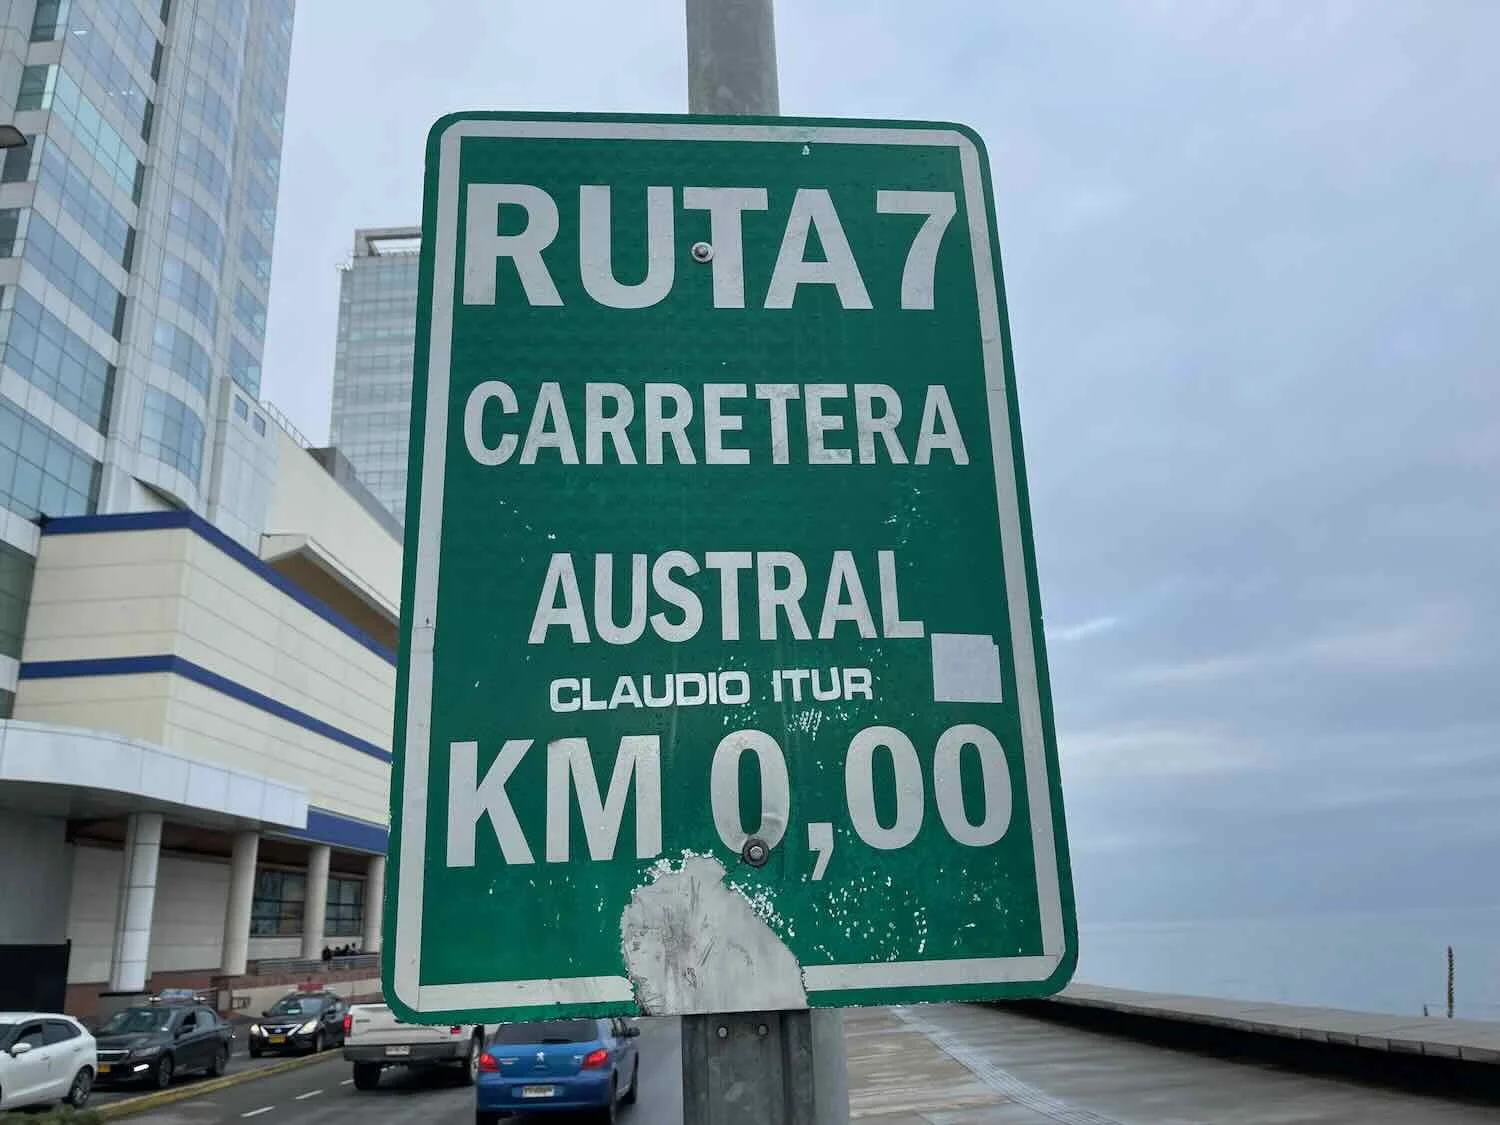 RUTA 7
CARRETERA
AUSTRAL
CLAUDIO ITUR
KM 0,00